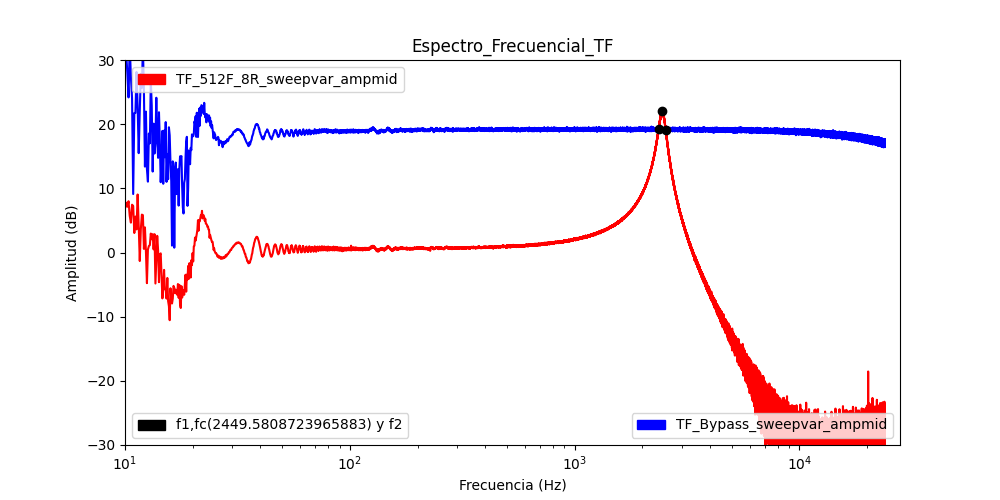 Espectro_Frecuencial_TF
TF_512F_8R_sweepvar_ampmid
Amplitud (dB)
30
20
10
0
−10
−20
−30
f1,fc(2449.5808723965883) y f2
TF_Bypass_sweepvar_ampmid
10^1
10^2
10^3
10^4
Frecuencia (Hz)